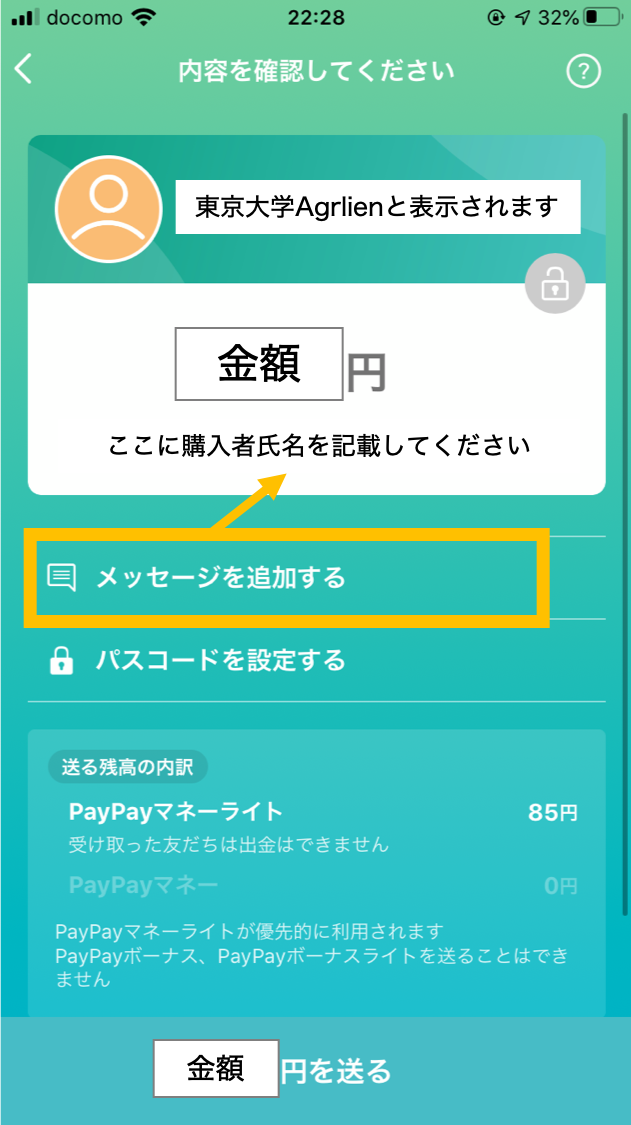 docomo 22:28 32%
内容を確認してください ?
東京大学Agrlienと表示されます
金額円
ここに購入者氏名を記載してください
メッセージを追加する
パスコードを設定する
送る残高の内訳
PayPayマネーライト 85円
受け取った友だちは出金はできません
PayPayマネー 0円
PayPayマネーライトが優先的に利用されます
PayPayボーナス、PayPayボーナスライトを送ることはでき
ません
金額円を送る